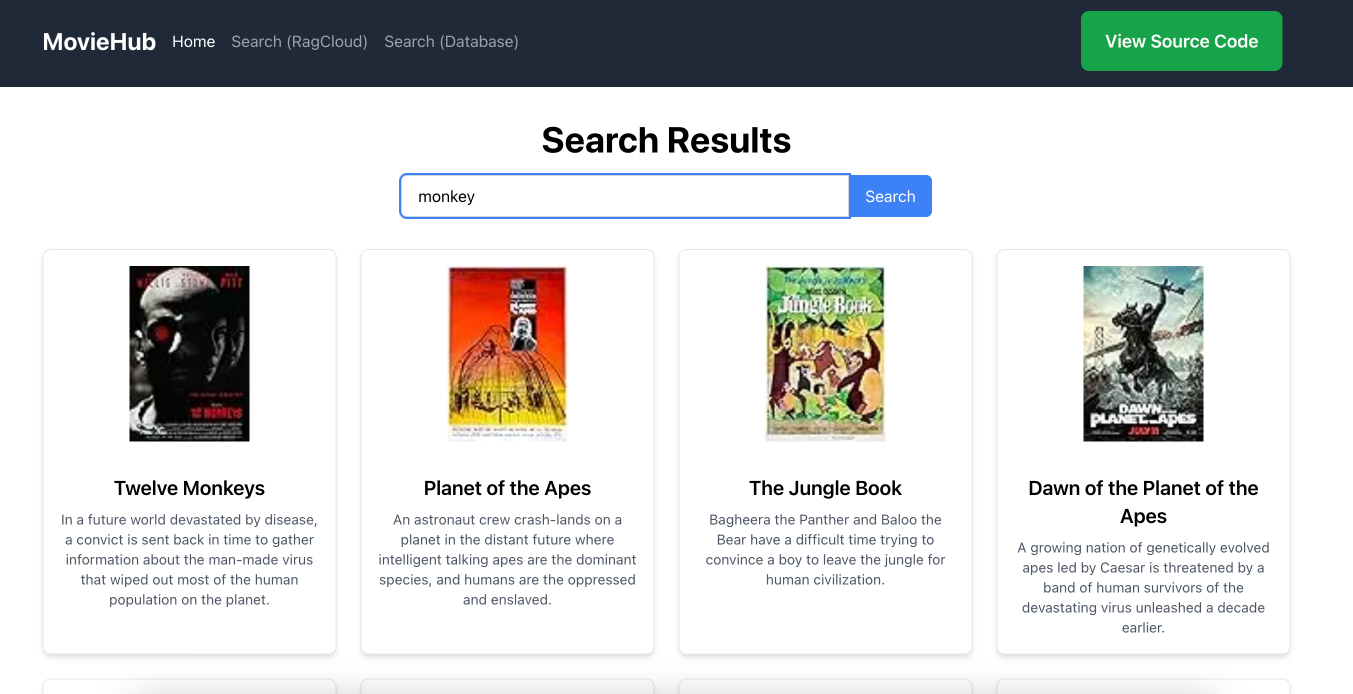 MovieHub Home Search (RagCloud) Search (Database) View Source Code
Search Results
monkey Search
12 MONKEYS
Jungle Book
DAWN
PLANET OF THE APES
JULY 11
Twelve Monkeys
In a future world devastated by disease,
a convict is sent back in time to gather
information about the man-made virus
that wiped out most of the human
population on the planet.
Planet of the Apes
An astronaut crew crash-lands on a
planet in the distant future where
intelligent talking apes are the dominant
species, and humans are the oppressed
and enslaved.
The Jungle Book
Bagheera the Panther and Baloo the
Bear have a difficult time trying to
convince a boy to leave the jungle for
human civilization.
Dawn of the Planet of the
Apes
A growing nation of genetically evolved
apes led by Caesar is threatened by a
band of human survivors of the
devastating virus unleashed a decade
earlier.